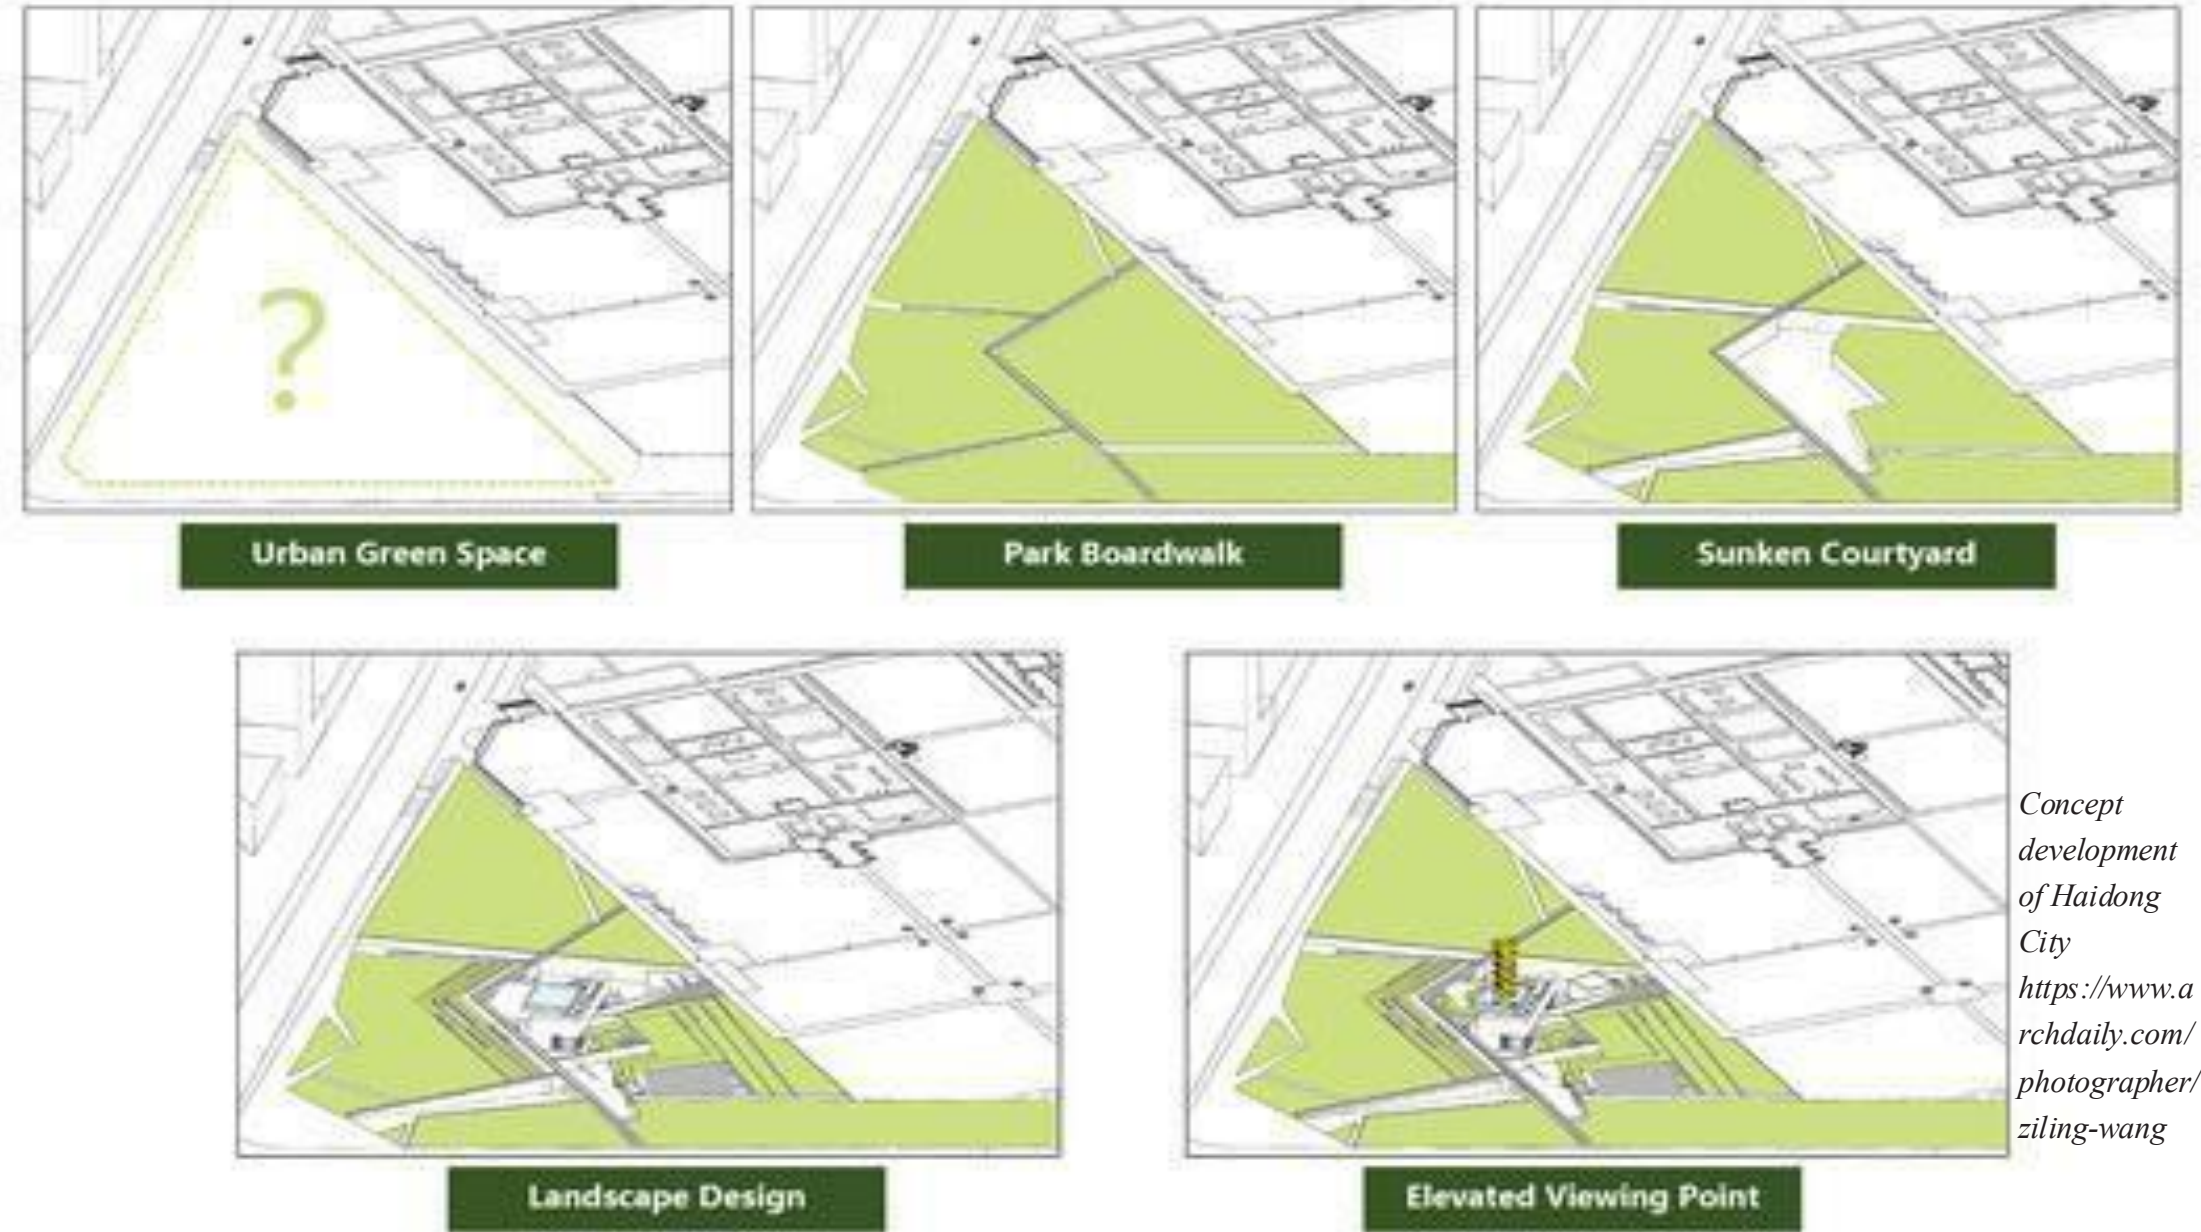 ?
Urban Green Space
Park Boardwalk
Sunken Courtyard
Landscape Design
Elevated Viewing Point
Concept
development
of Haidong
City
https://www.a
rchdaily.com/
photographer/
ziling-wang